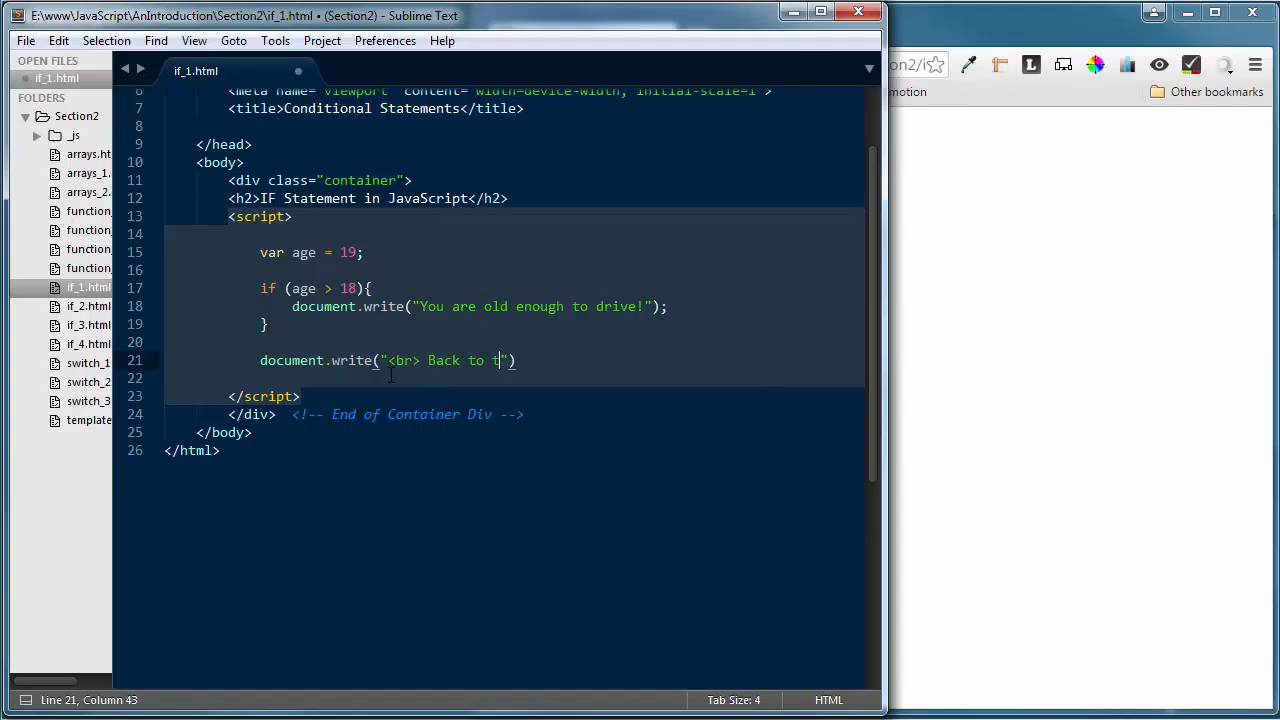 E:\www\JavaScript\AnIntroduction\Section2\if_1.html • (Section2) - Sublime Text
File Edit Selection Find View Goto Tools Project Preferences Help
OPEN FILES
if_1.html
FOLDERS
Section2
_js
arrays.ht
arrays_1.
arrays_2.
function_
function_
function_
function_
if_1.html
if_2.html
if_3.html
if_4.html
switch_1
switch_2
switch_3
template
if_1.html
6 <meta name="viewport" content="width=device-width, initial-scale=1">
7 <title>Conditional Statements</title>
8
9 </head>
10 <body>
11 <div class="container">
12 <h2>IF Statement in JavaScript</h2>
13 <script>
14
15 var age = 19;
16
17 if (age > 18){
18 document.write("You are old enough to drive!");
19 }
20
21 document.write("<br> Back to t")
22
23 </script>
24 </div> <!-- End of Container Div -->
25 </body>
26 </html>
Line 21, Column 43 Tab Size: 4 HTML
on2/i
L
motion Other bookmarks